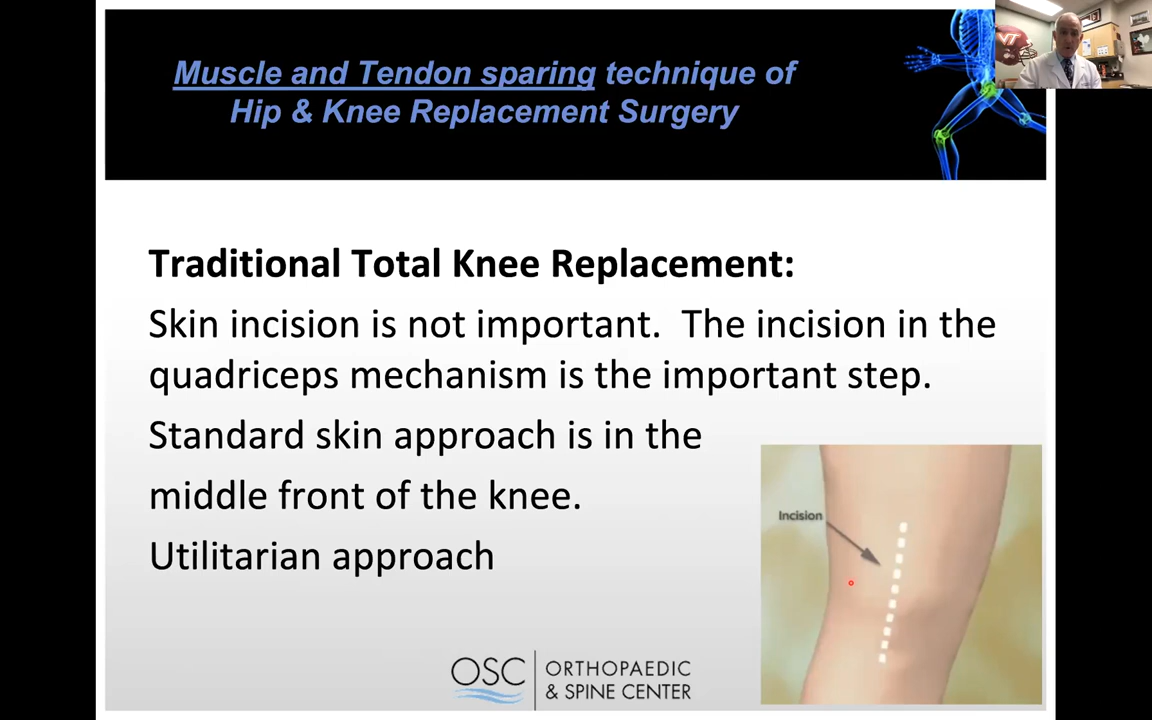 Muscle and Tendon sparing technique of
Hip & Knee Replacement Surgery
VT
Traditional Total Knee Replacement:
Skin incision is not important.  The incision in the
quadriceps mechanism is the important step.
Standard skin approach is in the
middle front of the knee.
Utilitarian approach
Incision
OSC
ORTHOPAEDIC
& SPINE CENTER